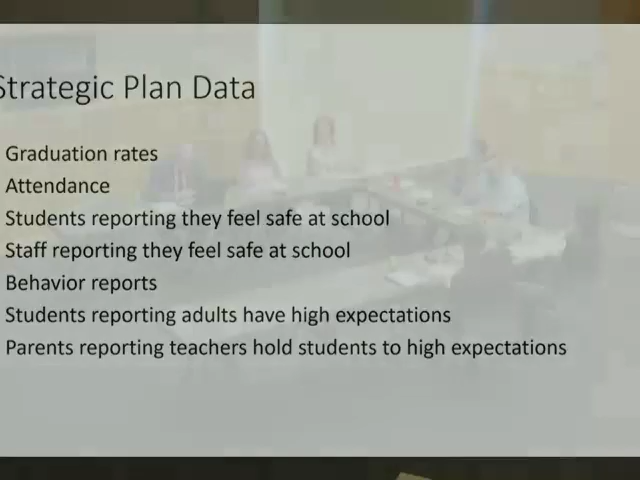 Strategic Plan Data
Graduation rates
Attendance
Students reporting they feel safe at school
Staff reporting they feel safe at school
Behavior reports
Students reporting adults have high expectations
Parents reporting teachers hold students to high expectations